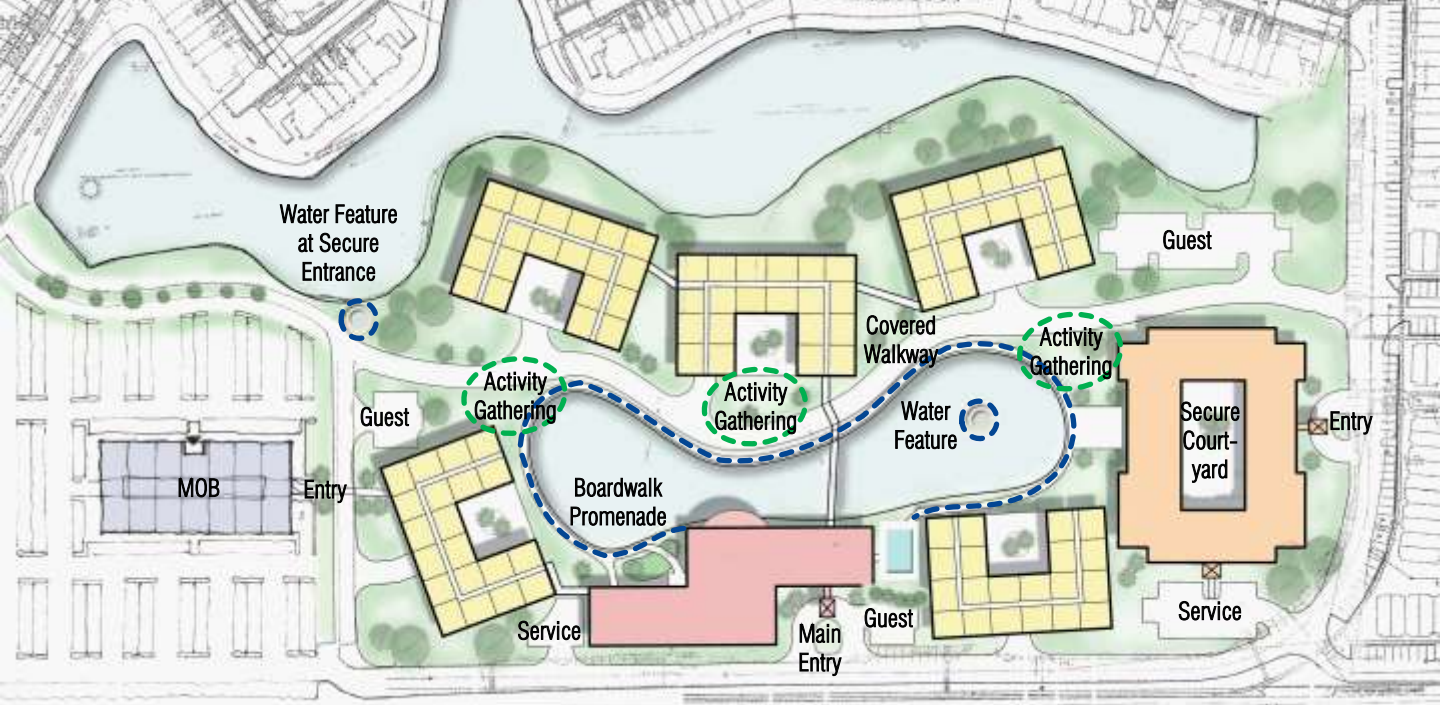 Water Feature
at Secure
Entrance
Guest
Covered
Walkway
Activity
Gathering
Activity
Gathering
Activity
Gathering
Guest
Water
Feature
Secure
Court-
yard
Entry
MOB
Entry
Boardwalk
Promenade
Service
Main
Entry
Guest
Service